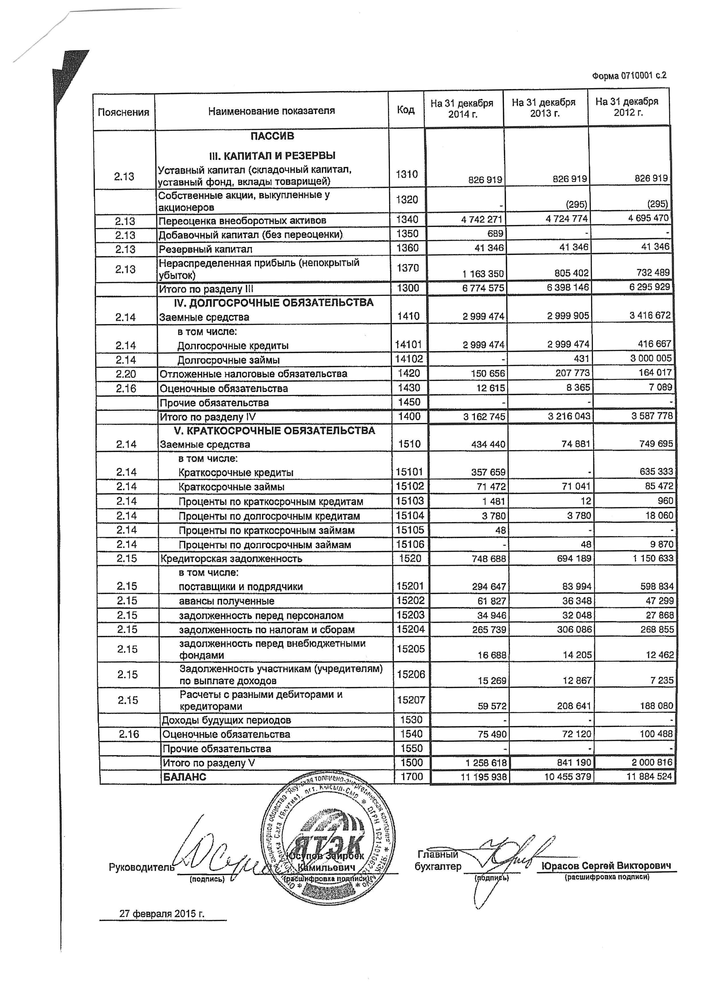 Форма 0710001 с.2
Пояснения Наименование показателя Код На 31 декабря 2014 г. На 31 декабря 2013 г. На 31 декабря 2012 г.
ПАССИВ
III. КАПИТАЛ И РЕЗЕРВЫ
2.13 Уставный капитал (складочный капитал, уставный фонд, вклады товарищей) 1310 826 919 826 919 826 919
Собственные акции, выкупленные у акционеров 1320 - (295) (295)
2.13 Переоценка внеоборотных активов 1340 4 742 271 4 724 774 4 695 470
2.13 Добавочный капитал (без переоценки) 1350 689 - -
2.13 Резервный капитал 1360 41 346 41 346 41 346
2.13 Нераспределенная прибыль (непокрытый убыток) 1370 1 163 350 805 402 732 489
Итого по разделу III 1300 6 774 575 6 398 146 6 295 929
IV. ДОЛГОСРОЧНЫЕ ОБЯЗАТЕЛЬСТВА
2.14 Заемные средства 1410 2 999 474 2 999 905 3 416 672
в том числе:
2.14 Долгосрочные кредиты 14101 2 999 474 2 999 474 416 667
2.14 Долгосрочные займы 14102 - 431 3 000 005
2.20 Отложенные налоговые обязательства 1420 150 656 207 773 164 017
2.16 Оценочные обязательства 1430 12 615 8 365 7 089
Прочие обязательства 1450 - - -
Итого по разделу IV 1400 3 162 745 3 216 043 3 587 778
V. КРАТКОСРОЧНЫЕ ОБЯЗАТЕЛЬСТВА
2.14 Заемные средства 1510 434 440 74 881 749 695
в том числе:
2.14 Краткосрочные кредиты 15101 357 659 - 635 333
2.14 Краткосрочные займы 15102 71 472 71 041 85 472
2.14 Проценты по краткосрочным кредитам 15103 1 481 12 960
2.14 Проценты по долгосрочным кредитам 15104 3 780 3 780 18 060
2.14 Проценты по краткосрочным займам 15105 48 - -
2.14 Проценты по долгосрочным займам 15106 - 48 9 870
2.15 Кредиторская задолженность 1520 748 688 694 189 1 150 633
в том числе:
2.15 поставщики и подрядчики 15201 294 647 83 994 598 834
2.15 авансы полученные 15202 61 827 36 348 47 299
2.15 задолженность перед персоналом 15203 34 946 32 048 27 868
2.15 задолженность по налогам и сборам 15204 265 739 306 086 268 855
2.15 задолженность перед внебюджетными фондами 15205 16 688 14 205 12 462
2.15 Задолженность участникам (учредителям) по выплате доходов 15206 15 269 12 867 7 235
2.15 Расчеты с разными дебиторами и кредиторами 15207 59 572 208 641 188 080
Доходы будущих периодов 1530 - - -
2.16 Оценочные обязательства 1540 75 490 72 120 100 488
Прочие обязательства 1550 - - -
Итого по разделу V 1500 1 258 618 841 190 2 000 816
БАЛАНС 1700 11 195 938 10 455 379 11 884 524
общество "Якутская топливно-энергетическая компания"
Саха (Якутия), пгт. Кысыл-Сыр * ОГРН
ЯТЭК
Руководитель Юсупов Заирбек Камильевич
(подпись) (расшифровка подписи)
Главный бухгалтер Юрасов Сергей Викторович
(подпись) (расшифровка подписи)
27 февраля 2015 г.